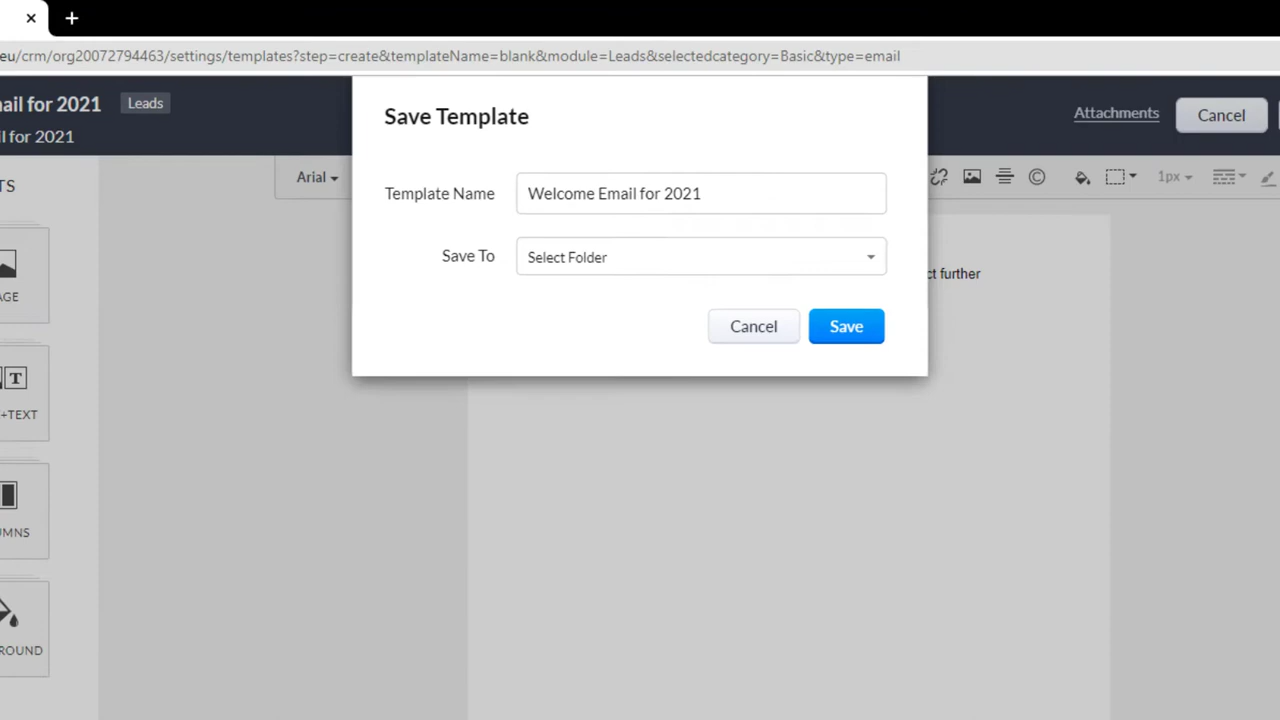 eu/crm/org20072794463/settings/templates?step=create&templateName=blank&module=Leads&selectedcategory=Basic&type=email
ail for 2021 Leads
il for 2021
Save Template
Attachments
Cancel
TS
Arial
1px
Template Name Welcome Email for 2021
Save To Select Folder
ct further
Cancel Save
AGE
T
+TEXT
UMNS
ROUND